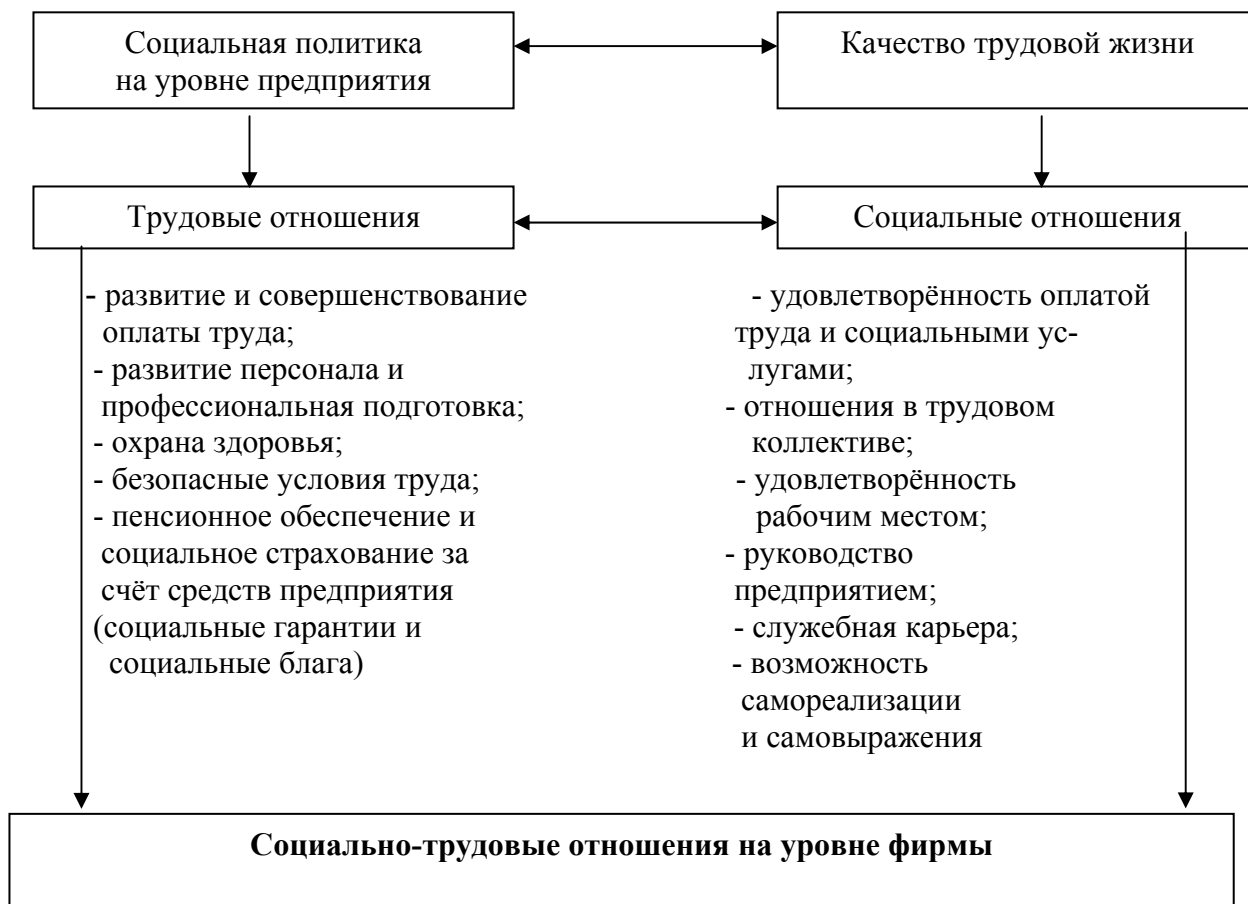 Социальная политика
на уровне предприятия
Качество трудовой жизни
Трудовые отношения
Социальные отношения
- развитие и совершенствование
оплаты труда;
- развитие персонала и
профессиональная подготовка;
- охрана здоровья;
- безопасные условия труда;
- пенсионное обеспечение и
социальное страхование за
счёт средств предприятия
(социальные гарантии и
социальные блага)
- удовлетворённость оплатой
труда и социальными ус-
лугами;
- отношения в трудовом
коллективе;
- удовлетворённость
рабочим местом;
- руководство
предприятием;
- служебная карьера;
- возможность
самореализации
и самовыражения
Социально-трудовые отношения на уровне фирмы